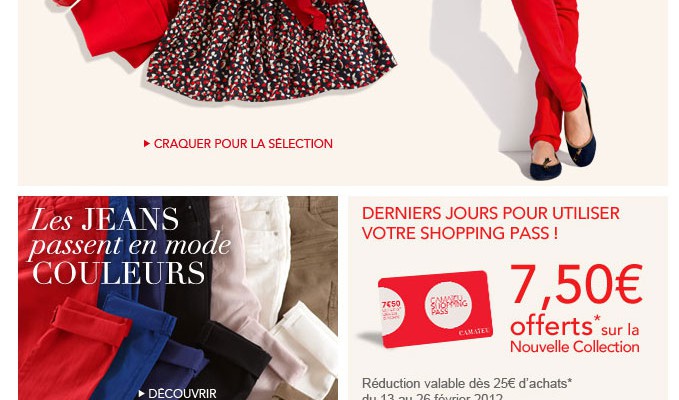 CRAQUER POUR LA SÉLECTION
Les JEANS
passent en mode
COULEURS
DÉCOUVRIR
DERNIERS JOURS POUR UTILISER
VOTRE SHOPPING PASS !
7€50
CAMAIEU
SHOPPING
PASS
CAMAIEU
7,50€
offerts* sur la
Nouvelle Collection
Réduction valable dès 25€ d'achats*
du 13 au 26 février 2012